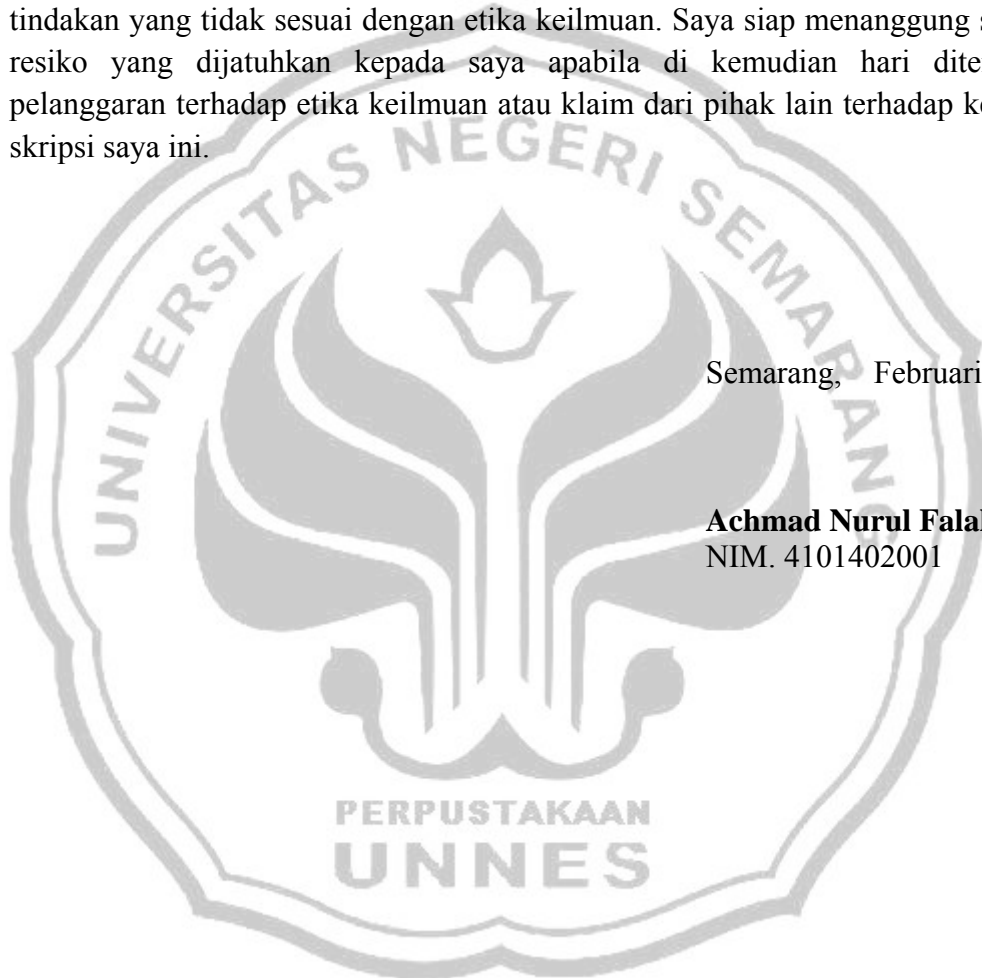 tindakan yang tidak sesuai dengan etika keilmuan. Saya siap menanggung
resiko yang dijatuhkan kepada saya apabila di kemudian hari
pelanggaran terhadap etika keilmuan atau klaim dari pihak lain terhadap
skripsi saya ini.
UNIVERSITAS NEGERI SEMARANG
Semarang, Februari
Achmad Nurul
NIM. 4101402001
PERPUSTAKAAN
UNNES